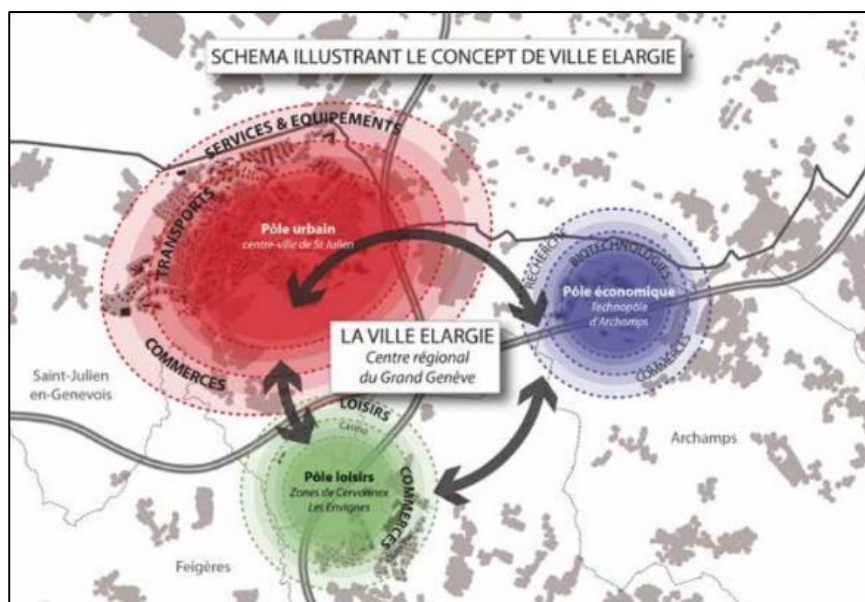 SCHEMA ILLUSTRANT LE CONCEPT DE VILLE ELARGIE
SERVICES & EQUIPEMENTS
TRANSPORTS
Pôle urbain
centre-ville de St Julien
RECHERCHE
BIOTECHNOLOGIES
Pôle économique
Technopôle
d'Archamps
COMMERCES
LA VILLE ELARGIE
Centre régional
du Grand Genève
COMMERCES
Saint-Julien
en-Genevois
LOISIRS
Casino
Archamps
Pôle loisirs
Zones de Cervonnex
Les Envignes
COMMERCES
Feigères